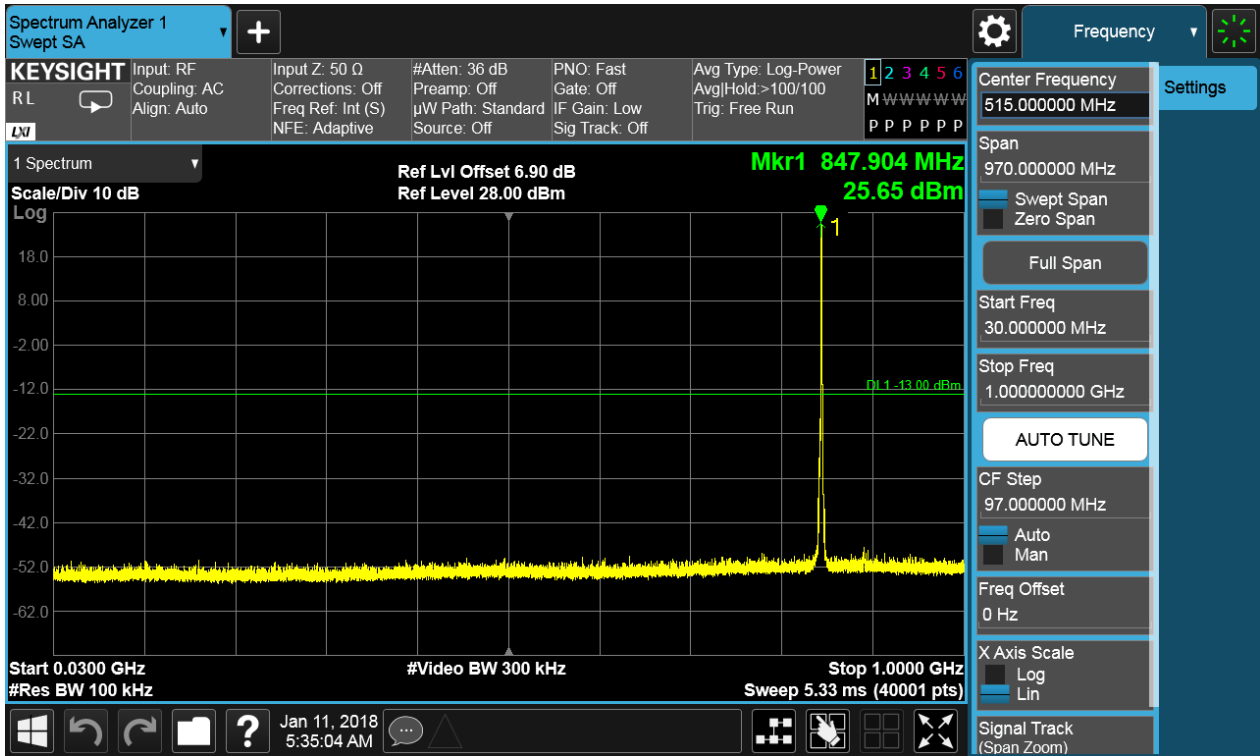 Spectrum Analyzer 1
Swept SA
Frequency
KEYSIGHT
RL
LXI
Input: RF
Coupling: AC
Align: Auto
Input Z: 50 Ω
Corrections: Off
Freq Ref: Int (S)
NFE: Adaptive
#Atten: 36 dB
Preamp: Off
µW Path: Standard
Source: Off
PNO: Fast
Gate: Off
IF Gain: Low
Sig Track: Off
Avg Type: Log-Power
Avg|Hold:>100/100
Trig: Free Run
1 2 3 4 5 6
M W W W W W
P P P P P P
1 Spectrum
Scale/Div 10 dB
Log
Ref Lvl Offset 6.90 dB
Ref Level 28.00 dBm
Mkr1 847.904 MHz
25.65 dBm
1
18.0
8.00
-2.00
-12.0
DL1 -13.00 dBm
-22.0
-32.0
-42.0
-52.0
-62.0
Start 0.0300 GHz
#Video BW 300 kHz
Stop 1.0000 GHz
#Res BW 100 kHz
Sweep 5.33 ms (40001 pts)
Jan 11, 2018
5:35:04 AM
Center Frequency
515.000000 MHz
Settings
Span
970.000000 MHz
Swept Span
Zero Span
Full Span
Start Freq
30.000000 MHz
Stop Freq
1.000000000 GHz
AUTO TUNE
CF Step
97.000000 MHz
Auto
Man
Freq Offset
0 Hz
X Axis Scale
Log
Lin
Signal Track
(Span Zoom)